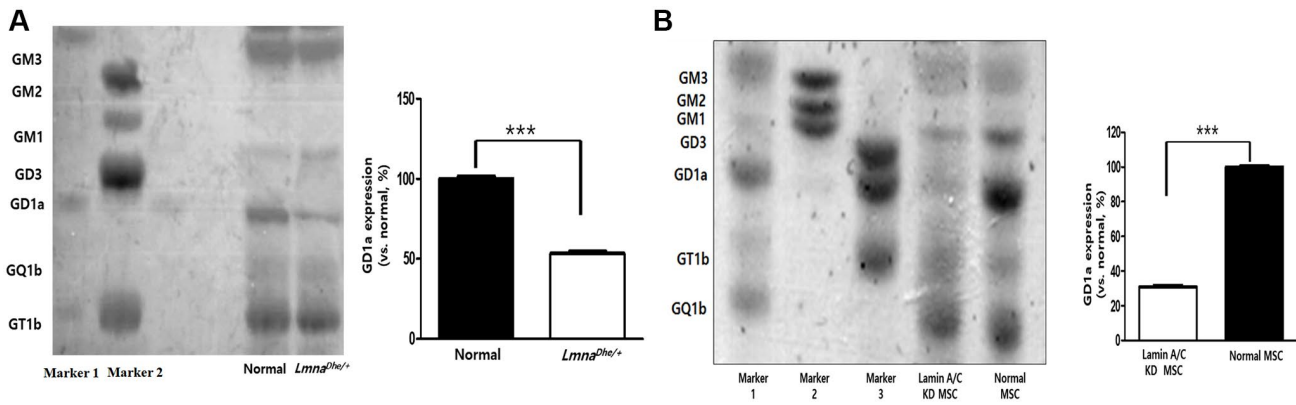 A
GM3
GM2
GM1
GD3
GD1a
GQ1b
GT1b
Marker 1 Marker 2
Normal Lmna^Dhe/+
GD1a expression
(vs. normal, %)
150
100
50
0
***
Normal
Lmna^Dhe/+
B
GM3
GM2
GM1
GD3
GD1a
GT1b
GQ1b
Marker
1
Marker
2
Marker
3
Lamin A/C
KD MSC
Normal
MSC
GD1a expression
(vs. normal, %)
120
100
80
60
40
20
0
***
Lamin A/C
KD MSC
Normal MSC